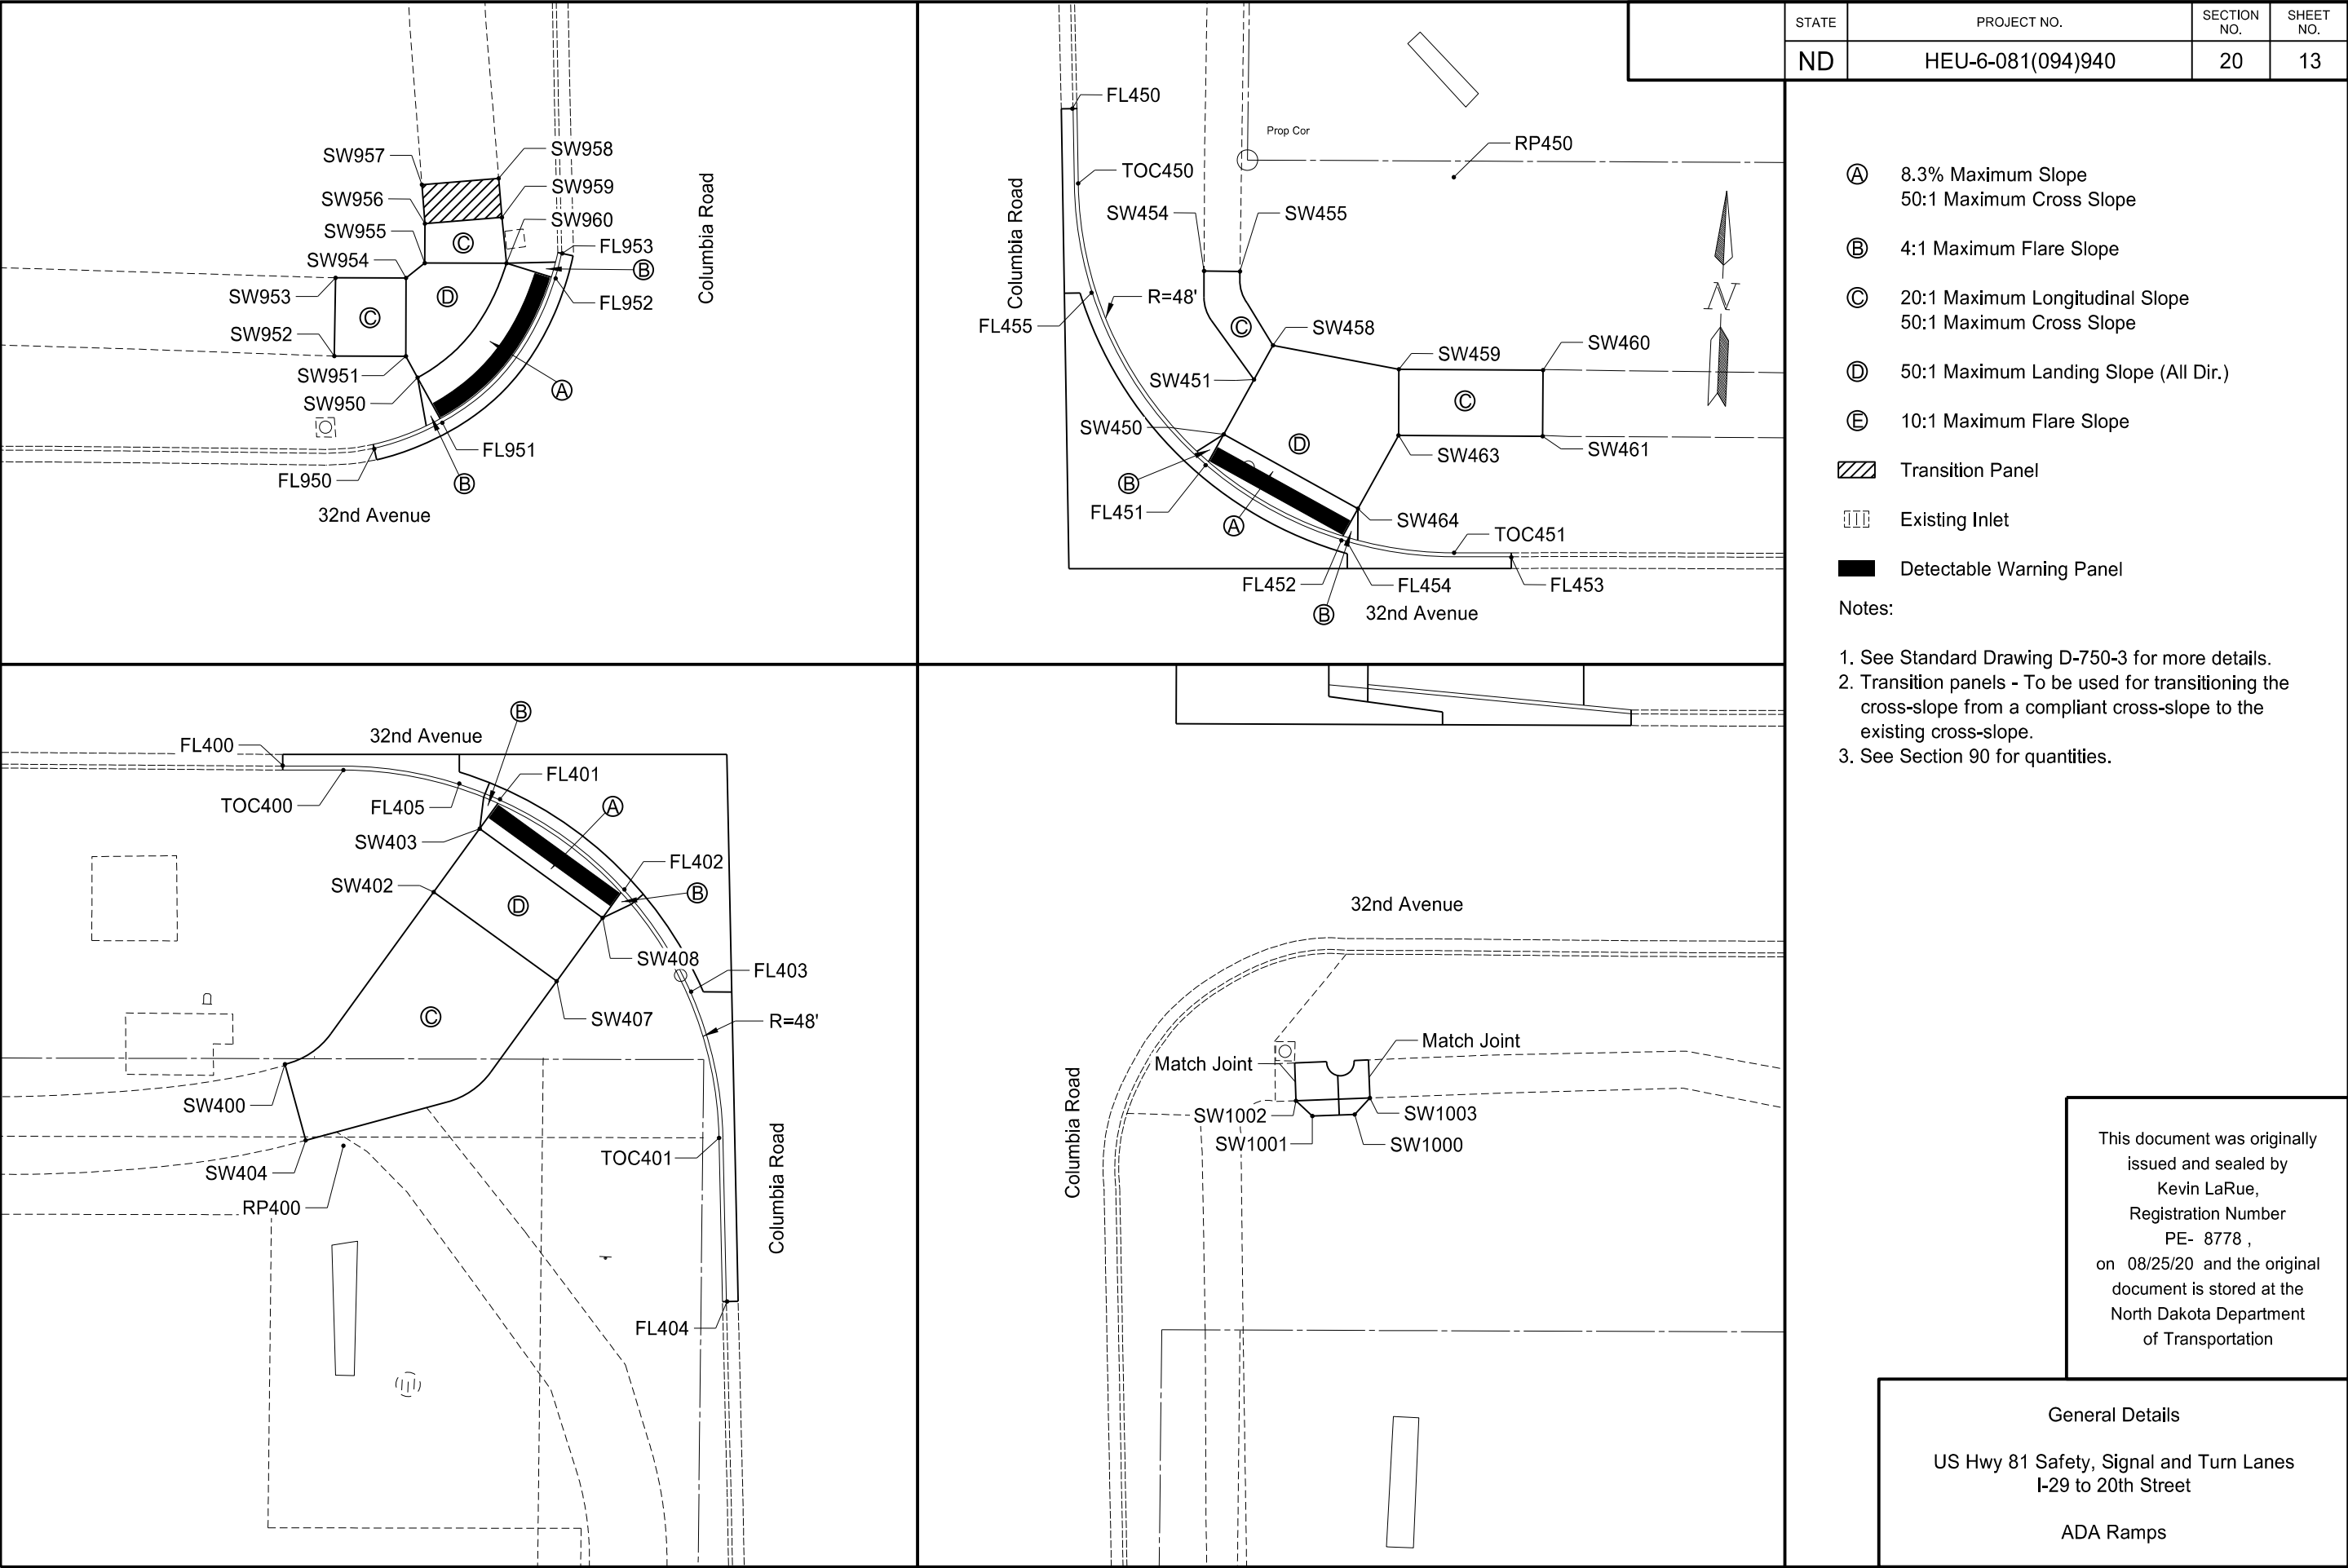 STATE
PROJECT NO.
SECTION NO.
SHEET NO.
ND
HEU-6-081(094)940
20
13
SW957
SW958
SW956
SW959
SW955
SW960
SW954
FL953
SW953
FL952
SW952
SW951
SW950
FL951
FL950
C
C
D
B
A
B
Columbia Road
32nd Avenue
FL450
Prop Cor
RP450
TOC450
SW454
SW455
Columbia Road
R=48'
FL455
C
SW458
SW459
SW460
SW451
C
SW450
D
SW463
SW461
B
FL451
A
SW464
TOC451
FL452
FL454
FL453
B
32nd Avenue
N
A
8.3% Maximum Slope
50:1 Maximum Cross Slope
B
4:1 Maximum Flare Slope
C
20:1 Maximum Longitudinal Slope
50:1 Maximum Cross Slope
D
50:1 Maximum Landing Slope (All Dir.)
E
10:1 Maximum Flare Slope
Transition Panel
Existing Inlet
Detectable Warning Panel
Notes:
1. See Standard Drawing D-750-3 for more details.
2. Transition panels - To be used for transitioning the
cross-slope from a compliant cross-slope to the
existing cross-slope.
3. See Section 90 for quantities.
B
FL400
32nd Avenue
FL401
TOC400
FL405
A
SW403
FL402
SW402
B
D
SW408
FL403
C
SW407
R=48'
SW400
TOC401
SW404
RP400
Columbia Road
FL404
32nd Avenue
Match Joint
Match Joint
Columbia Road
SW1002
SW1003
SW1001
SW1000
This document was originally
issued and sealed by
Kevin LaRue,
Registration Number
PE- 8778 ,
on 08/25/20 and the original
document is stored at the
North Dakota Department
of Transportation
General Details
US Hwy 81 Safety, Signal and Turn Lanes
I-29 to 20th Street
ADA Ramps